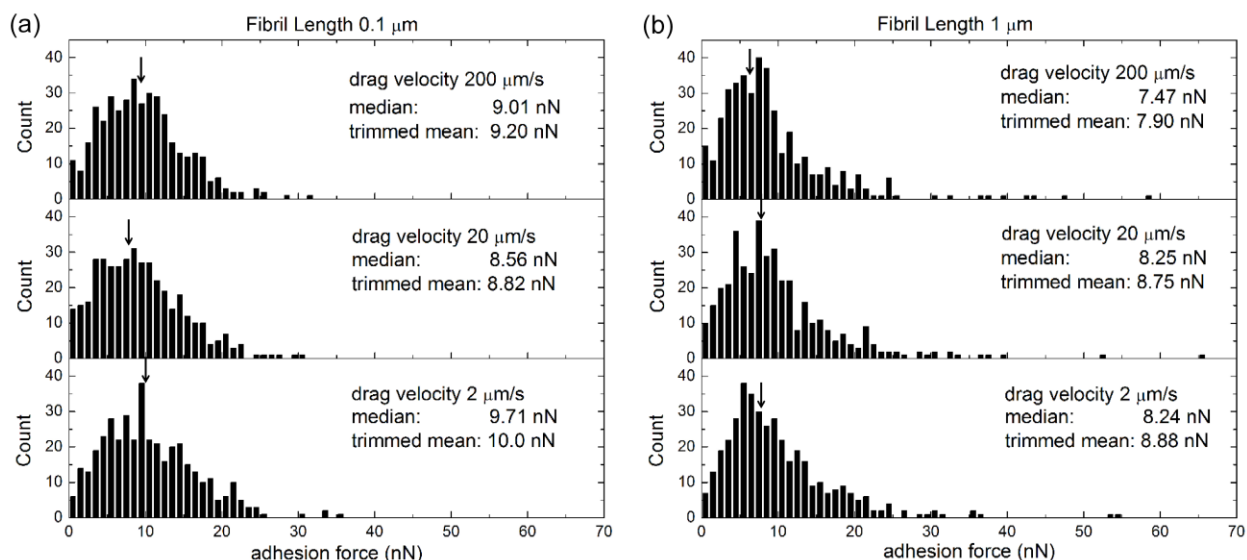 (a)
Fibril Length 0.1 μm
40
30
20
10
0
Count
drag velocity 200 μm/s
median: 9.01 nN
trimmed mean: 9.20 nN
40
30
20
10
0
Count
drag velocity 20 μm/s
median: 8.56 nN
trimmed mean: 8.82 nN
40
30
20
10
0
Count
drag velocity 2 μm/s
median: 9.71 nN
trimmed mean: 10.0 nN
0 10 20 30 40 50 60 70
adhesion force (nN)
(b)
Fibril Length 1 μm
40
30
20
10
0
Count
drag velocity 200 μm/s
median: 7.47 nN
trimmed mean: 7.90 nN
40
30
20
10
0
Count
drag velocity 20 μm/s
median: 8.25 nN
trimmed mean: 8.75 nN
40
30
20
10
0
Count
drag velocity 2 μm/s
median: 8.24 nN
trimmed mean: 8.88 nN
0 10 20 30 40 50 60 70
adhesion force (nN)